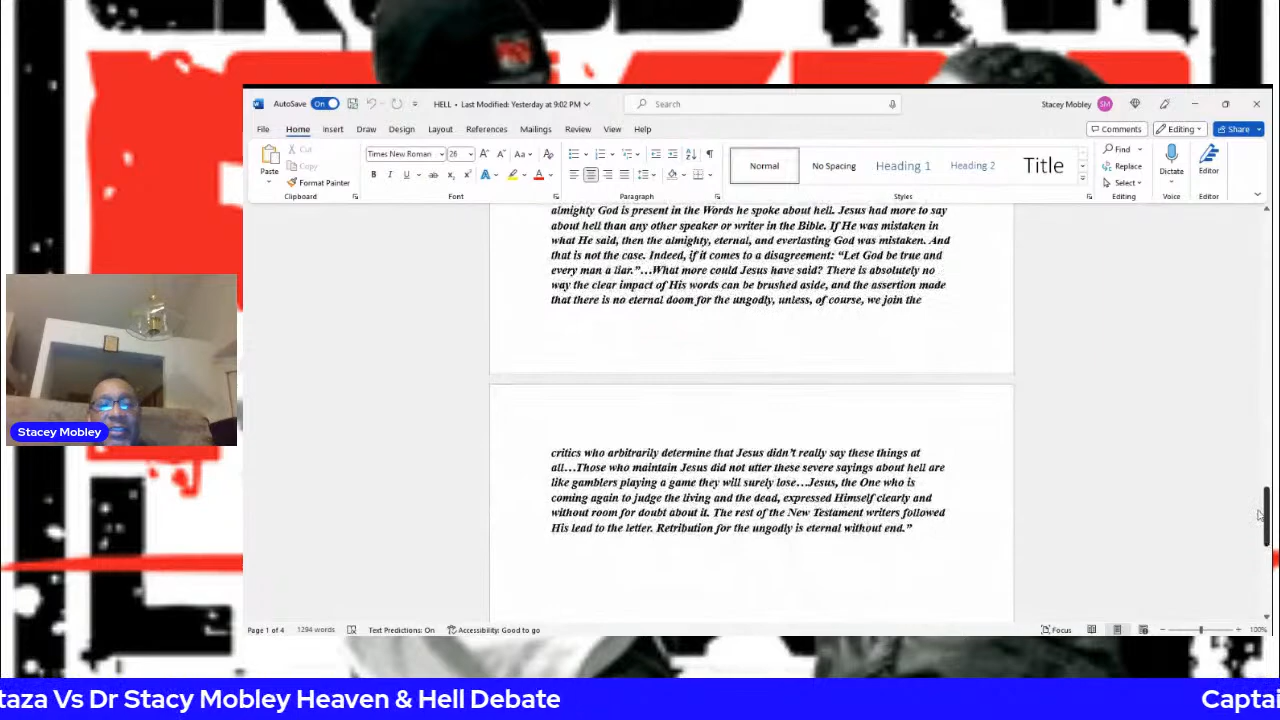 AutoSave
On
HELL • Last Modified: Yesterday at 9:02 PM
Search
Stacey Mobley
SM
File
Home
Insert
Draw
Design
Layout
References
Mailings
Review
View
Help
Comments
Editing
Share
Paste
Cut
Copy
Format Painter
Clipboard
Times New Roman
26
Font
Paragraph
Normal
No Spacing
Heading 1
Heading 2
Title
Styles
Find
Replace
Select
Editing
Dictate
Voice
Editor
Editor
almighty God is present in the Words he spoke about hell. Jesus had more to say
about hell than any other speaker or writer in the Bible. If He was mistaken in
what He said, then the almighty, eternal, and everlasting God was mistaken. And
that is not the case. Indeed, if it comes to a disagreement: “Let God be true and
every man a liar.”…What more could Jesus have said? There is absolutely no
way the clear impact of His words can be brushed aside, and the assertion made
that there is no eternal doom for the ungodly, unless, of course, we join the
critics who arbitrarily determine that Jesus didn’t really say these things at
all…Those who maintain Jesus did not utter these severe sayings about hell are
like gamblers playing a game they will surely lose…Jesus, the One who is
coming again to judge the living and the dead, expressed Himself clearly and
without room for doubt about it. The rest of the New Testament writers followed
His lead to the letter. Retribution for the ungodly is eternal without end.”
Stacey Mobley
Page 1 of 4
1294 words
Text Predictions: On
Accessibility: Good to go
Focus
100%
taza Vs Dr Stacy Mobley Heaven & Hell Debate
Captai